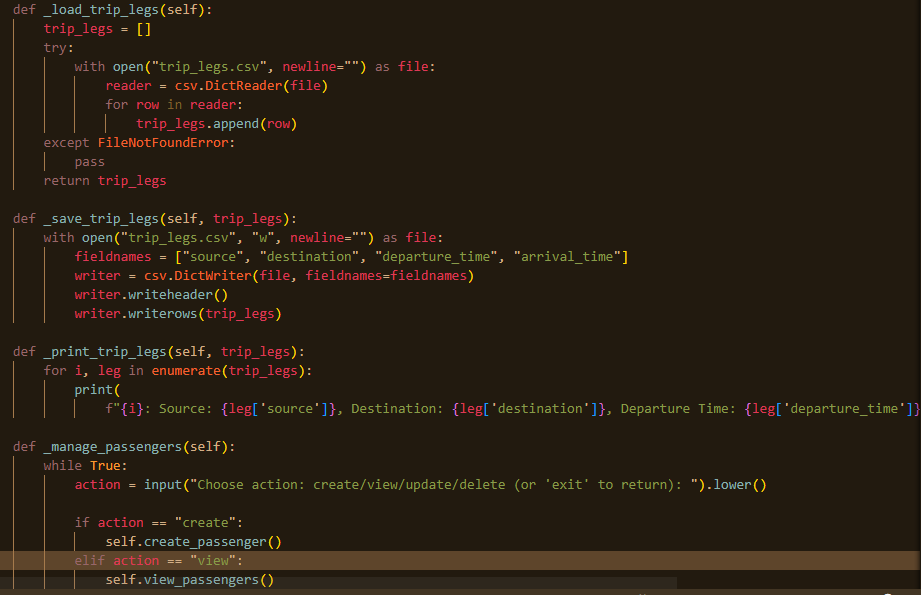 def _load_trip_legs(self):
    trip_legs = []
    try:
        with open("trip_legs.csv", newline="") as file:
            reader = csv.DictReader(file)
            for row in reader:
                trip_legs.append(row)
    except FileNotFoundError:
        pass
    return trip_legs

def _save_trip_legs(self, trip_legs):
    with open("trip_legs.csv", "w", newline="") as file:
        fieldnames = ["source", "destination", "departure_time", "arrival_time"]
        writer = csv.DictWriter(file, fieldnames=fieldnames)
        writer.writeheader()
        writer.writerows(trip_legs)

def _print_trip_legs(self, trip_legs):
    for i, leg in enumerate(trip_legs):
        print(
            f"{i}: Source: {leg['source']}, Destination: {leg['destination']}, Departure Time: {leg['departure_time']}

def _manage_passengers(self):
    while True:
        action = input("Choose action: create/view/update/delete (or 'exit' to return): ").lower()

        if action == "create":
            self.create_passenger()
        elif action == "view":
            self.view_passengers()